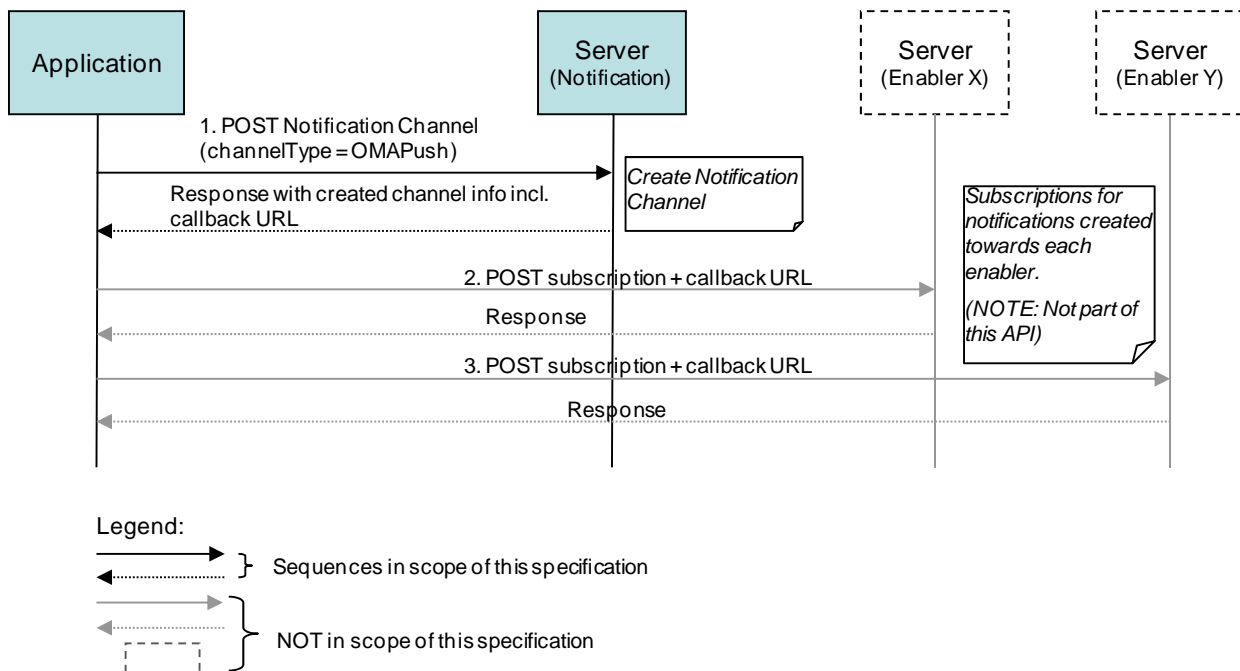 Application
Server
(Notification)
Server
(Enabler X)
Server
(Enabler Y)
1. POST Notification Channel
(channelType = OMAPush)
Create Notification
Channel
Response with created channel info incl.
callback URL
Subscriptions for
notifications created
towards each
enabler.
(NOTE: Not part of
this API)
2. POST subscription + callback URL
Response
3. POST subscription + callback URL
Response
Legend:
Sequences in scope of this specification
NOT in scope of this specification